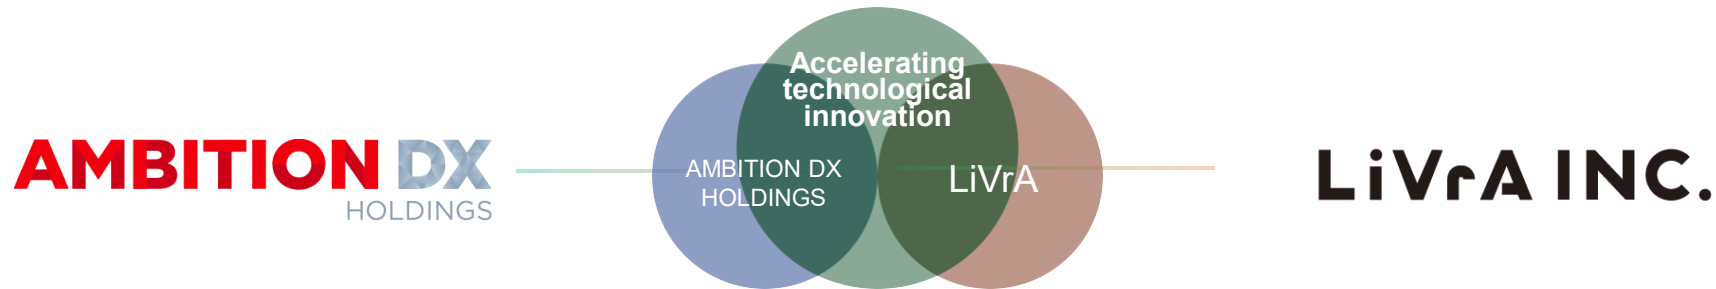 AMBITION DX
HOLDINGS
Accelerating
technological
innovation
AMBITION DX
HOLDINGS
LiVrA
LiVrA INC.